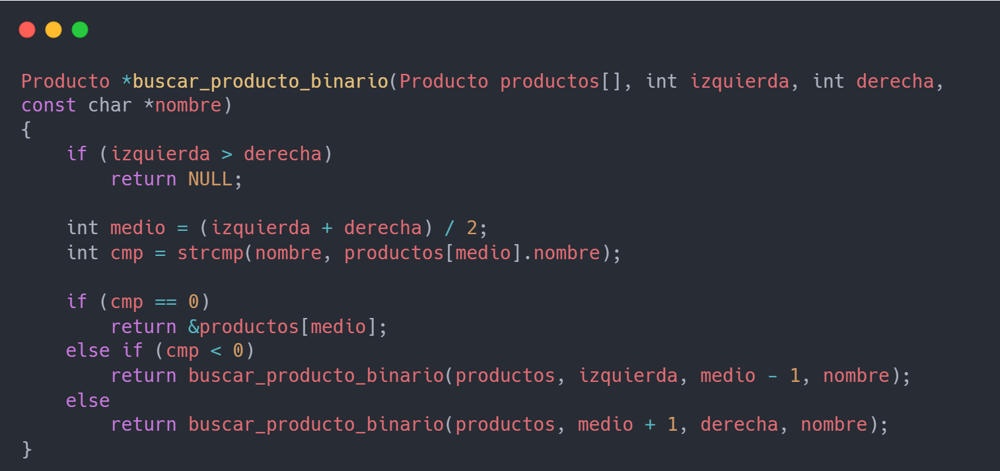 Producto *buscar_producto_binario(Producto productos[], int izquierda, int derecha,
const char *nombre)
{
    if (izquierda > derecha)
        return NULL;

    int medio = (izquierda + derecha) / 2;
    int cmp = strcmp(nombre, productos[medio].nombre);

    if (cmp == 0)
        return &productos[medio];
    else if (cmp < 0)
        return buscar_producto_binario(productos, izquierda, medio - 1, nombre);
    else
        return buscar_producto_binario(productos, medio + 1, derecha, nombre);
}